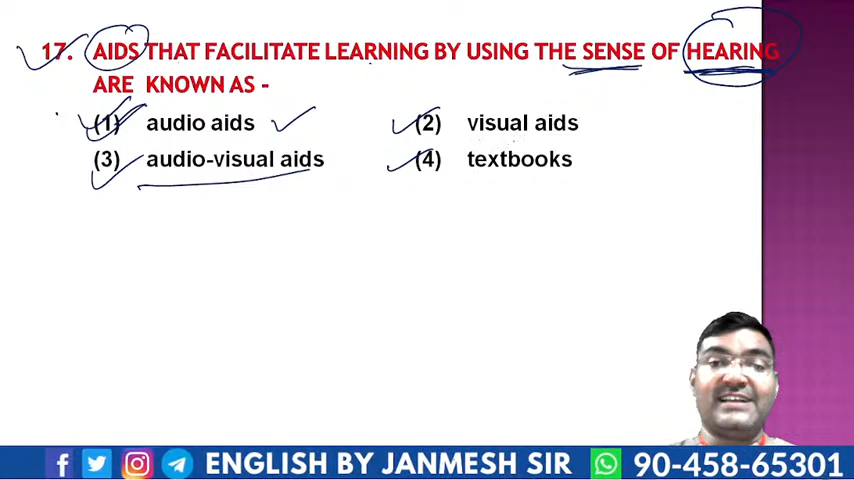 17. AIDS THAT FACILITATE LEARNING BY USING THE SENSE OF HEARING
ARE KNOWN AS -
(1) audio aids (2) visual aids
(3) audio-visual aids (4) textbooks
ENGLISH BY JANMESH SIR 90-458-65301